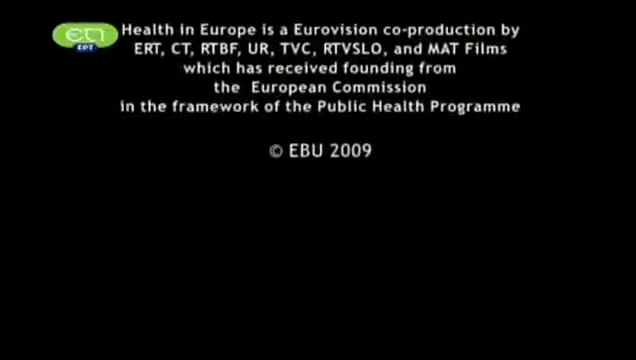 Health in Europe is a Eurovision co-production by
ERT, CT, RTBF, UR, TVC, RTVSLO, and MAT Films
which has received founding from
the European Commission
in the framework of the Public Health Programme
© EBU 2009